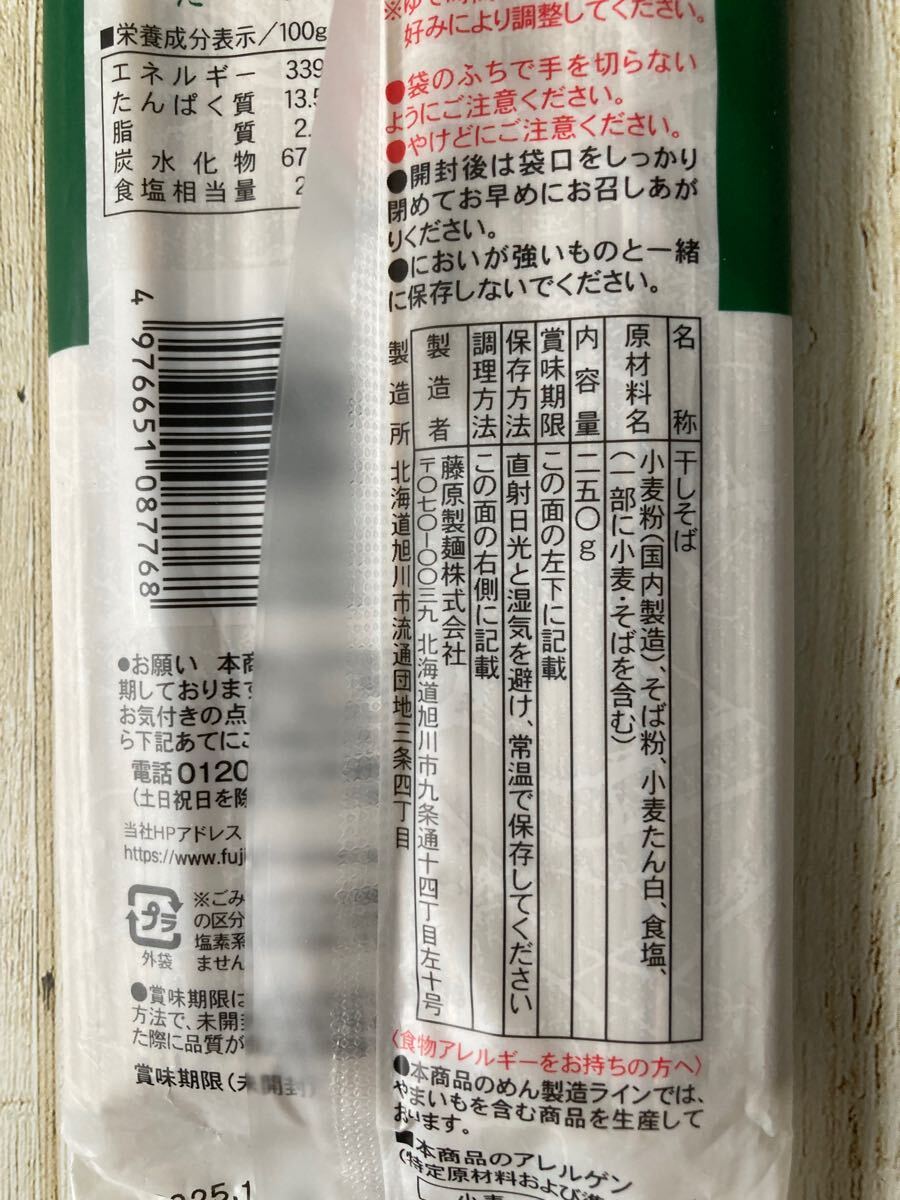 ■栄養成分表示/100g
エネルギー 339
たんぱく質 13.5
脂質 2.
炭水化物 67
食塩相当量 2
4 976651 087768
●お願い 本商
期しております
お気付きの点
ら下記あてにご
電話0120
(土日祝日を除
当社HPアドレス
https://www.fuji
プラ
外袋
※ごみ
の区分
塩素系
ません
●賞味期限は
方法で、未開封
た際に品質が
賞味期限(未開封)
025.1
好みにより調整してください。
●袋のふちで手を切らない
ようにご注意ください。
●やけどにご注意ください。
●開封後は袋口をしっかり
閉めてお早めにお召しあが
りください。
●においが強いものと一緒
に保存しないでください。
名称 干しそば
原材料名 小麦粉(国内製造)、そば粉、小麦たん白、食塩、
(一部に小麦・そばを含む)
内容量 二五〇g
賞味期限 この面の左下に記載
保存方法 直射日光と湿気を避け、常温で保存してください
調理方法 この面の右側に記載
製造者 藤原製麺株式会社
〒〇七〇-〇〇三九 北海道旭川市九条通十四丁目左十号
製造所 北海道旭川市流通団地三条四丁目
〈食物アレルギーをお持ちの方へ〉
●本商品のめん製造ラインでは、
やまいもを含む商品を生産して
おります。
■本商品のアレルゲン
(特定原材料および準
小麦